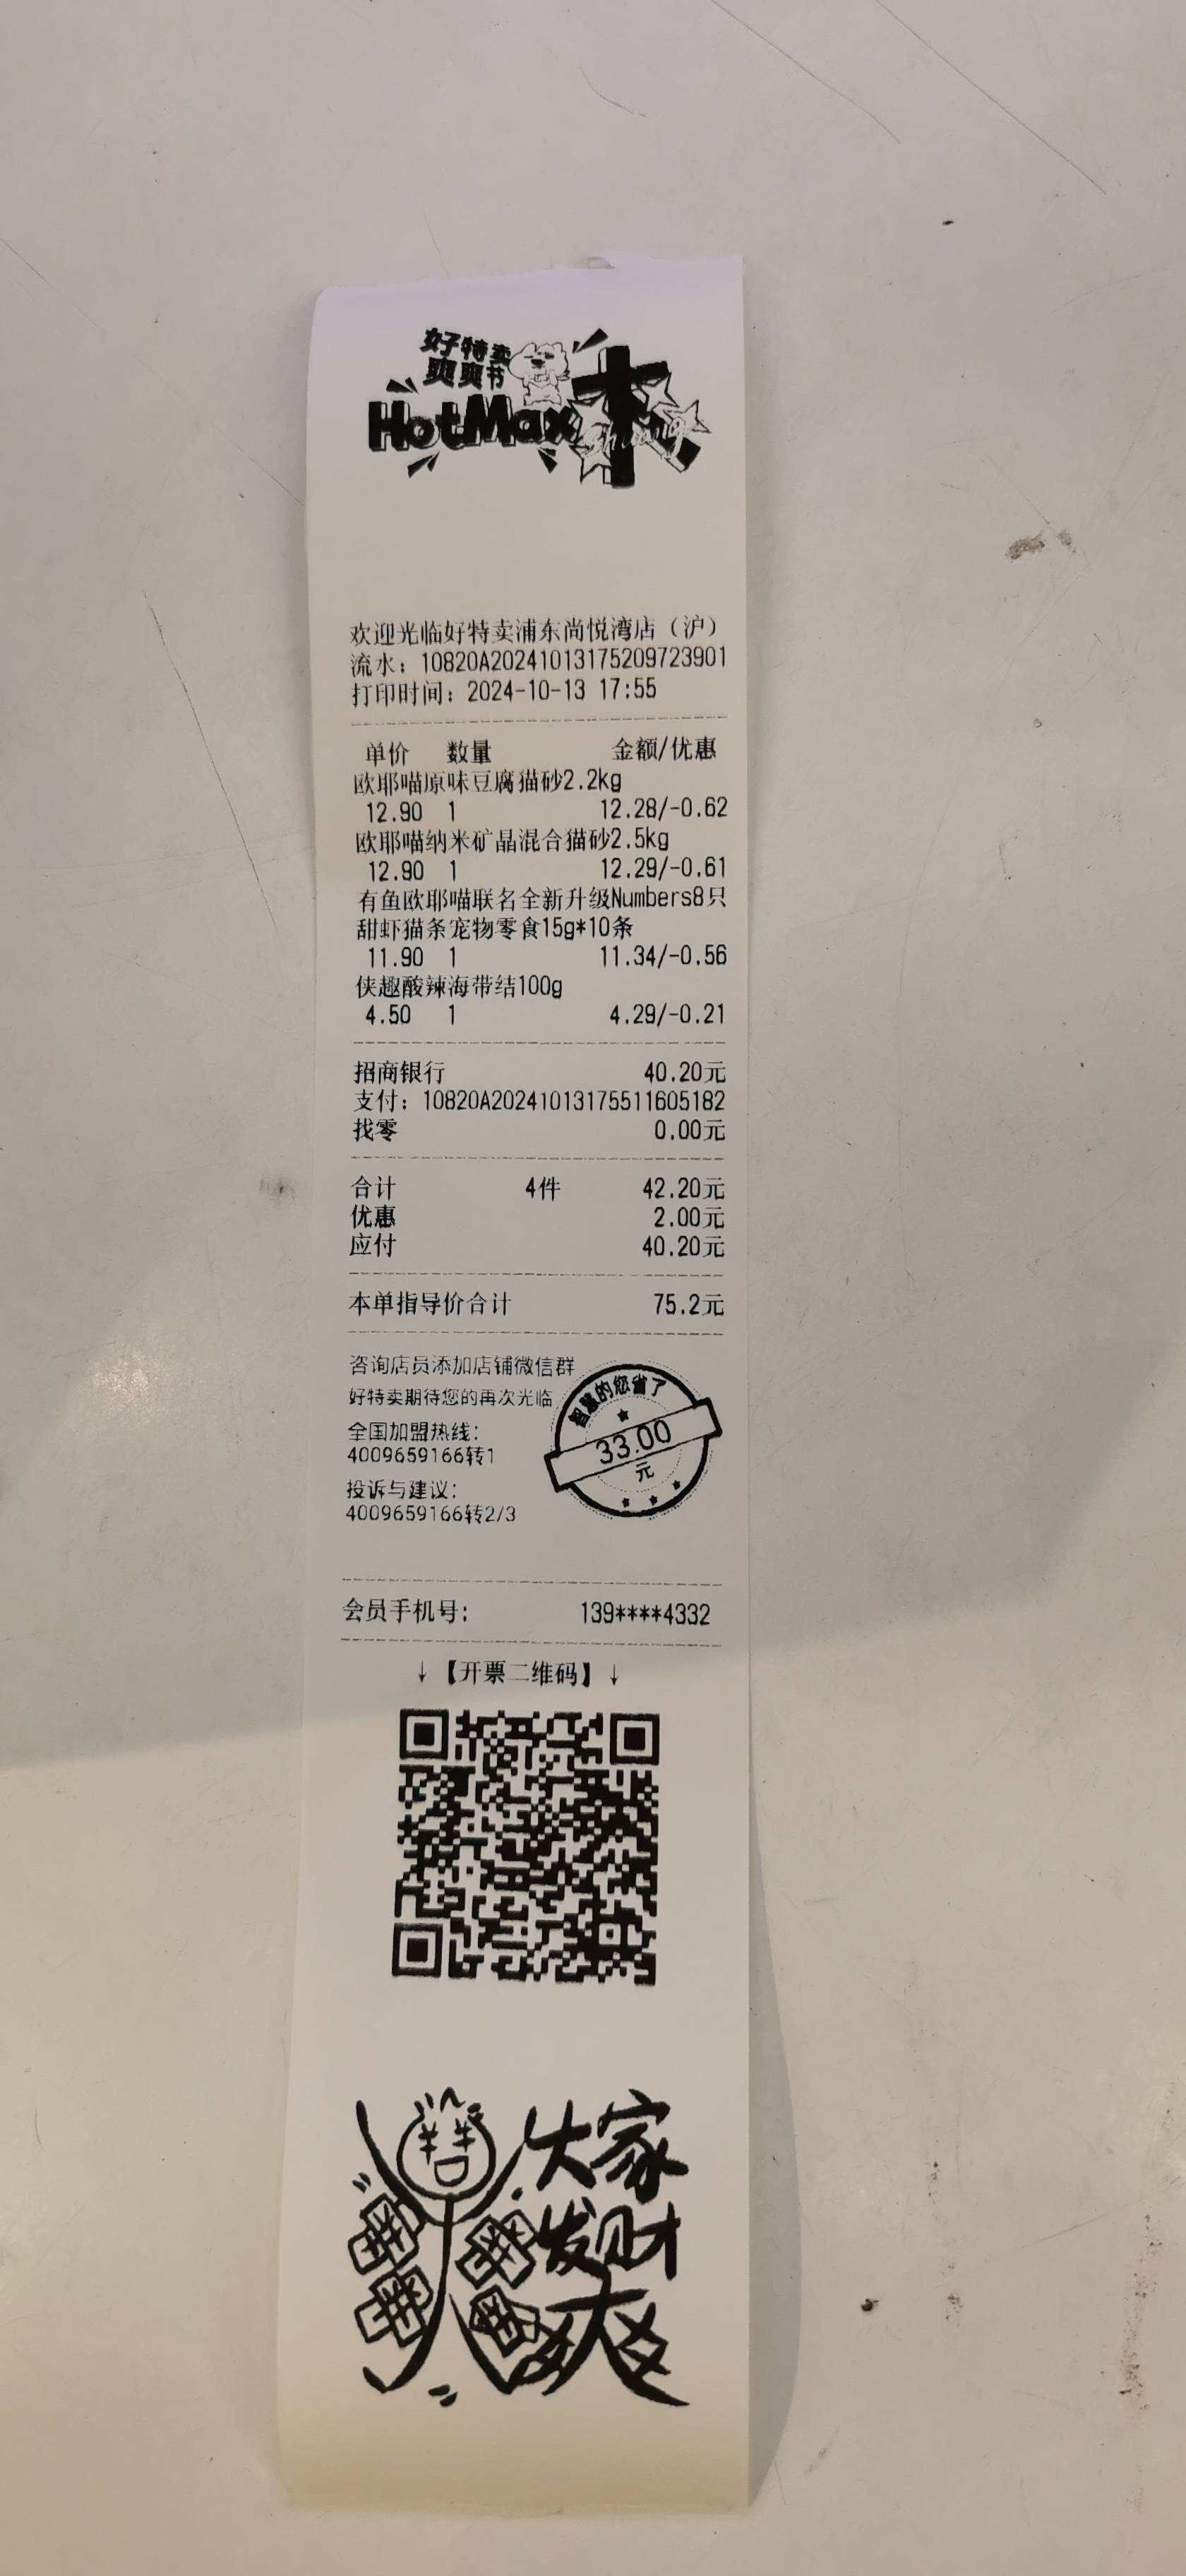 好特卖
爽爽节
HotMax
Shuang
欢迎光临好特卖浦东尚悦湾店（沪）
流水：10820A20241013175209723901
打印时间：2024-10-13 17:55
单价 数量 金额/优惠
欧耶喵原味豆腐猫砂2.2kg
12.90 1 12.28/-0.62
欧耶喵纳米矿晶混合猫砂2.5kg
12.90 1 12.29/-0.61
有鱼欧耶喵联名全新升级Numbers8只
甜虾猫条宠物零食15g*10条
11.90 1 11.34/-0.56
侠趣酸辣海带结100g
4.50 1 4.29/-0.21
招商银行 40.20元
支付：10820A20241013175511605182
找零 0.00元
合计 4件 42.20元
优惠 2.00元
应付 40.20元
本单指导价合计 75.2元
咨询店员添加店铺微信群
好特卖期待您的再次光临
全国加盟热线：
4009659166转1
投诉与建议：
4009659166转2/3
智慧的您省了
33.00
元
会员手机号： 139****4332
↓【开票二维码】↓
大家
发财
爽